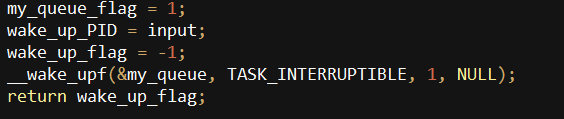 my_queue_flag = 1;
wake_up_PID = input;
wake_up_flag = -1;
__wake_upf(&my_queue, TASK_INTERRUPTIBLE, 1, NULL);
return wake_up_flag;